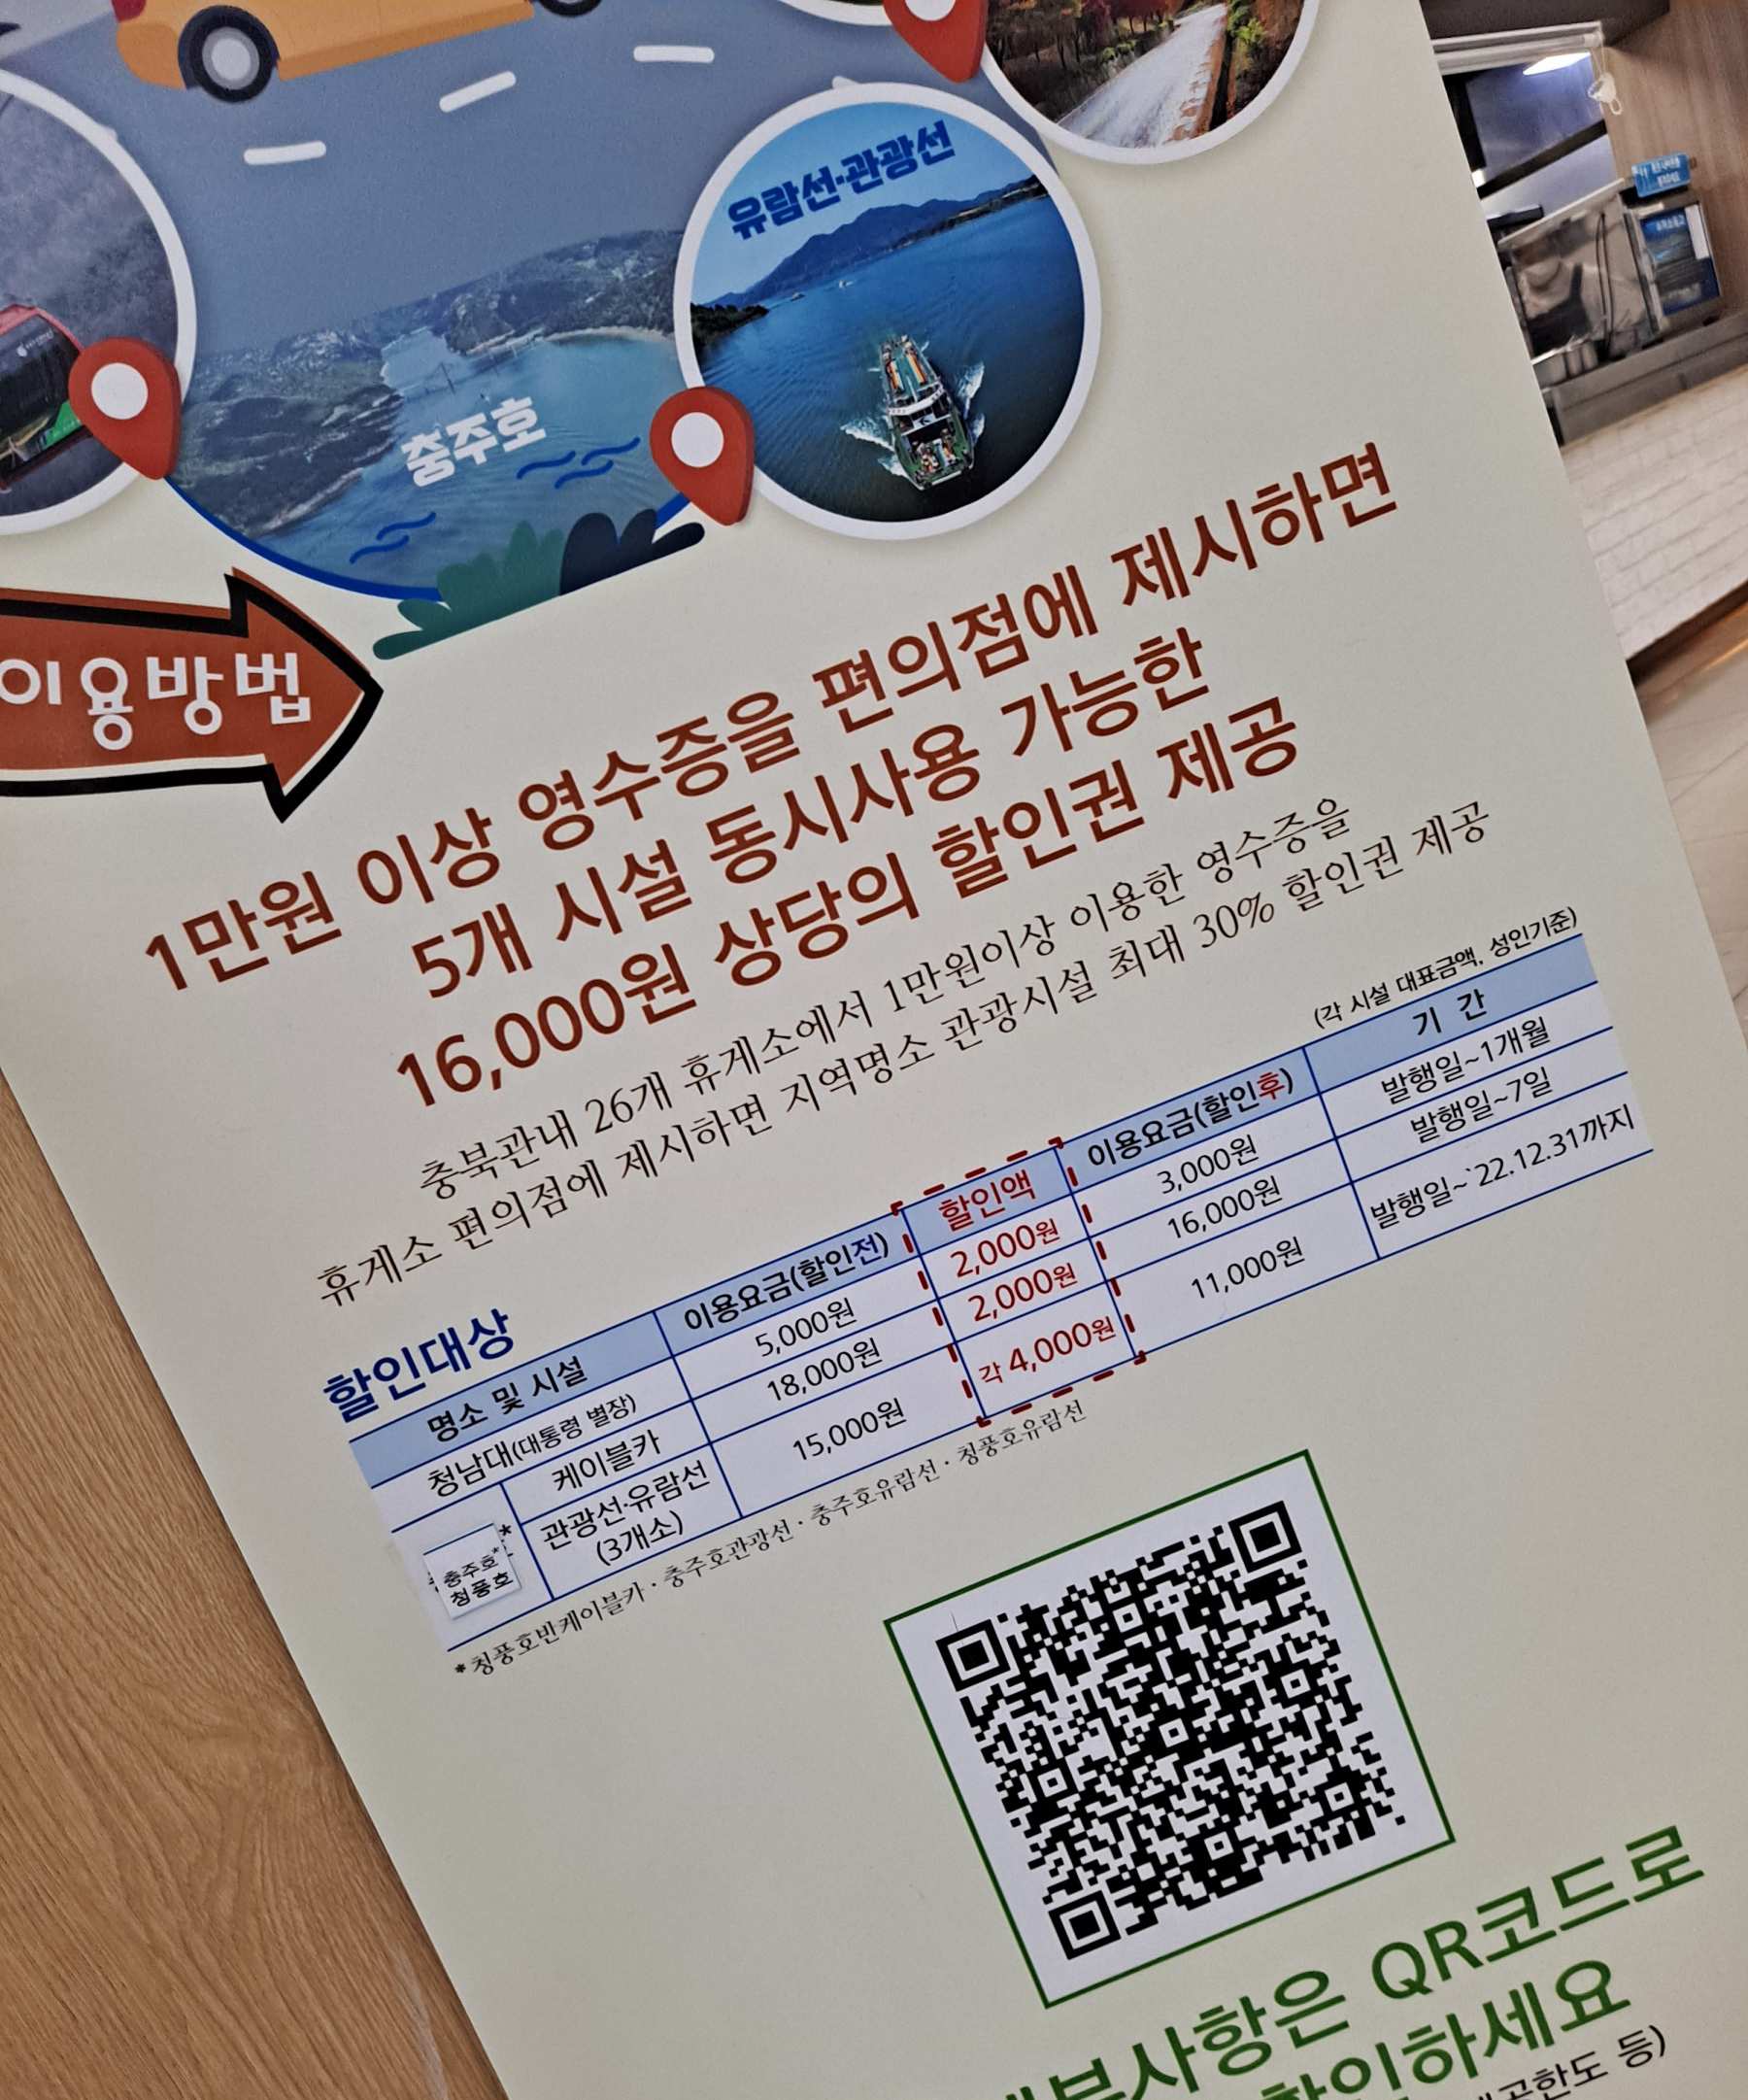 유람선·관광선
충주호
이용방법
1만원 이상 영수증을 편의점에 제시하면
5개 시설 동시사용 가능한
16,000원 상당의 할인권 제공
충북관내 26개 휴게소에서 1만원이상 이용한 영수증을
휴게소 편의점에 제시하면 지역명소 관광시설 최대 30% 할인권 제공
(각 시설 대표금액, 성인기준)
할인대상
명소 및 시설 이용요금(할인전) 할인액 이용요금(할인후) 기 간
청남대(대통령 별장) 5,000원 2,000원 3,000원 발행일~1개월
케이블카 18,000원 2,000원 16,000원 발행일~7일
충주호*
청풍호
관광선·유람선
(3개소)
15,000원 각 4,000원 11,000원 발행일~`22.12.31까지
*청풍호반케이블카 · 충주호관광선 · 충주호유람선 · 청풍호유람선
QR코드로